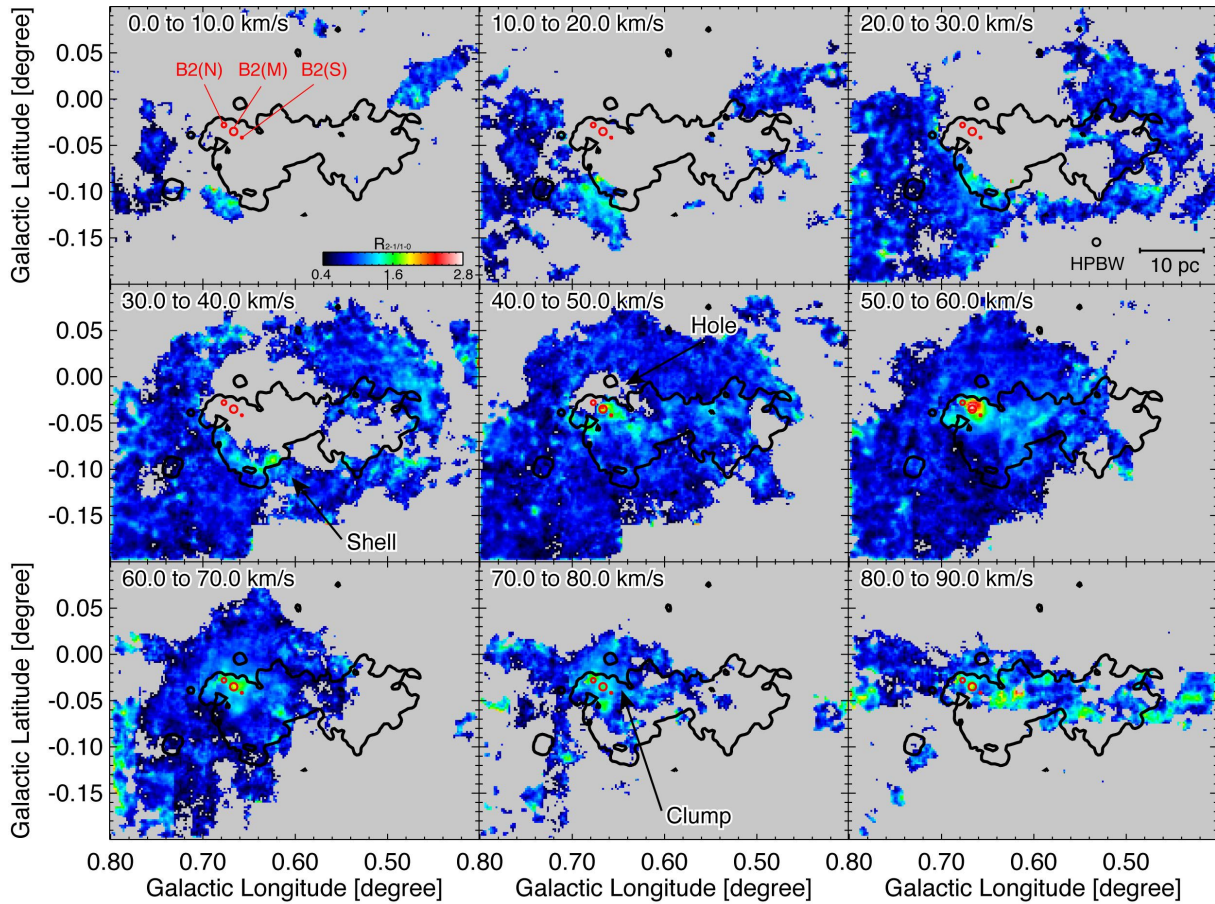 0.0 to 10.0 km/s
10.0 to 20.0 km/s
20.0 to 30.0 km/s
B2(N) B2(M) B2(S)
0.05
0.00
-0.05
-0.10
-0.15
Galactic Latitude [degree]
R2-1/1-0
0.4 1.6 2.8
HPBW
10 pc
30.0 to 40.0 km/s
40.0 to 50.0 km/s
50.0 to 60.0 km/s
Hole
Shell
0.05
0.00
-0.05
-0.10
-0.15
Galactic Latitude [degree]
60.0 to 70.0 km/s
70.0 to 80.0 km/s
80.0 to 90.0 km/s
Clump
0.05
0.00
-0.05
-0.10
-0.15
Galactic Latitude [degree]
0.80 0.70 0.60 0.50 0.80 0.70 0.60 0.50 0.80 0.70 0.60 0.50
Galactic Longitude [degree] Galactic Longitude [degree] Galactic Longitude [degree]